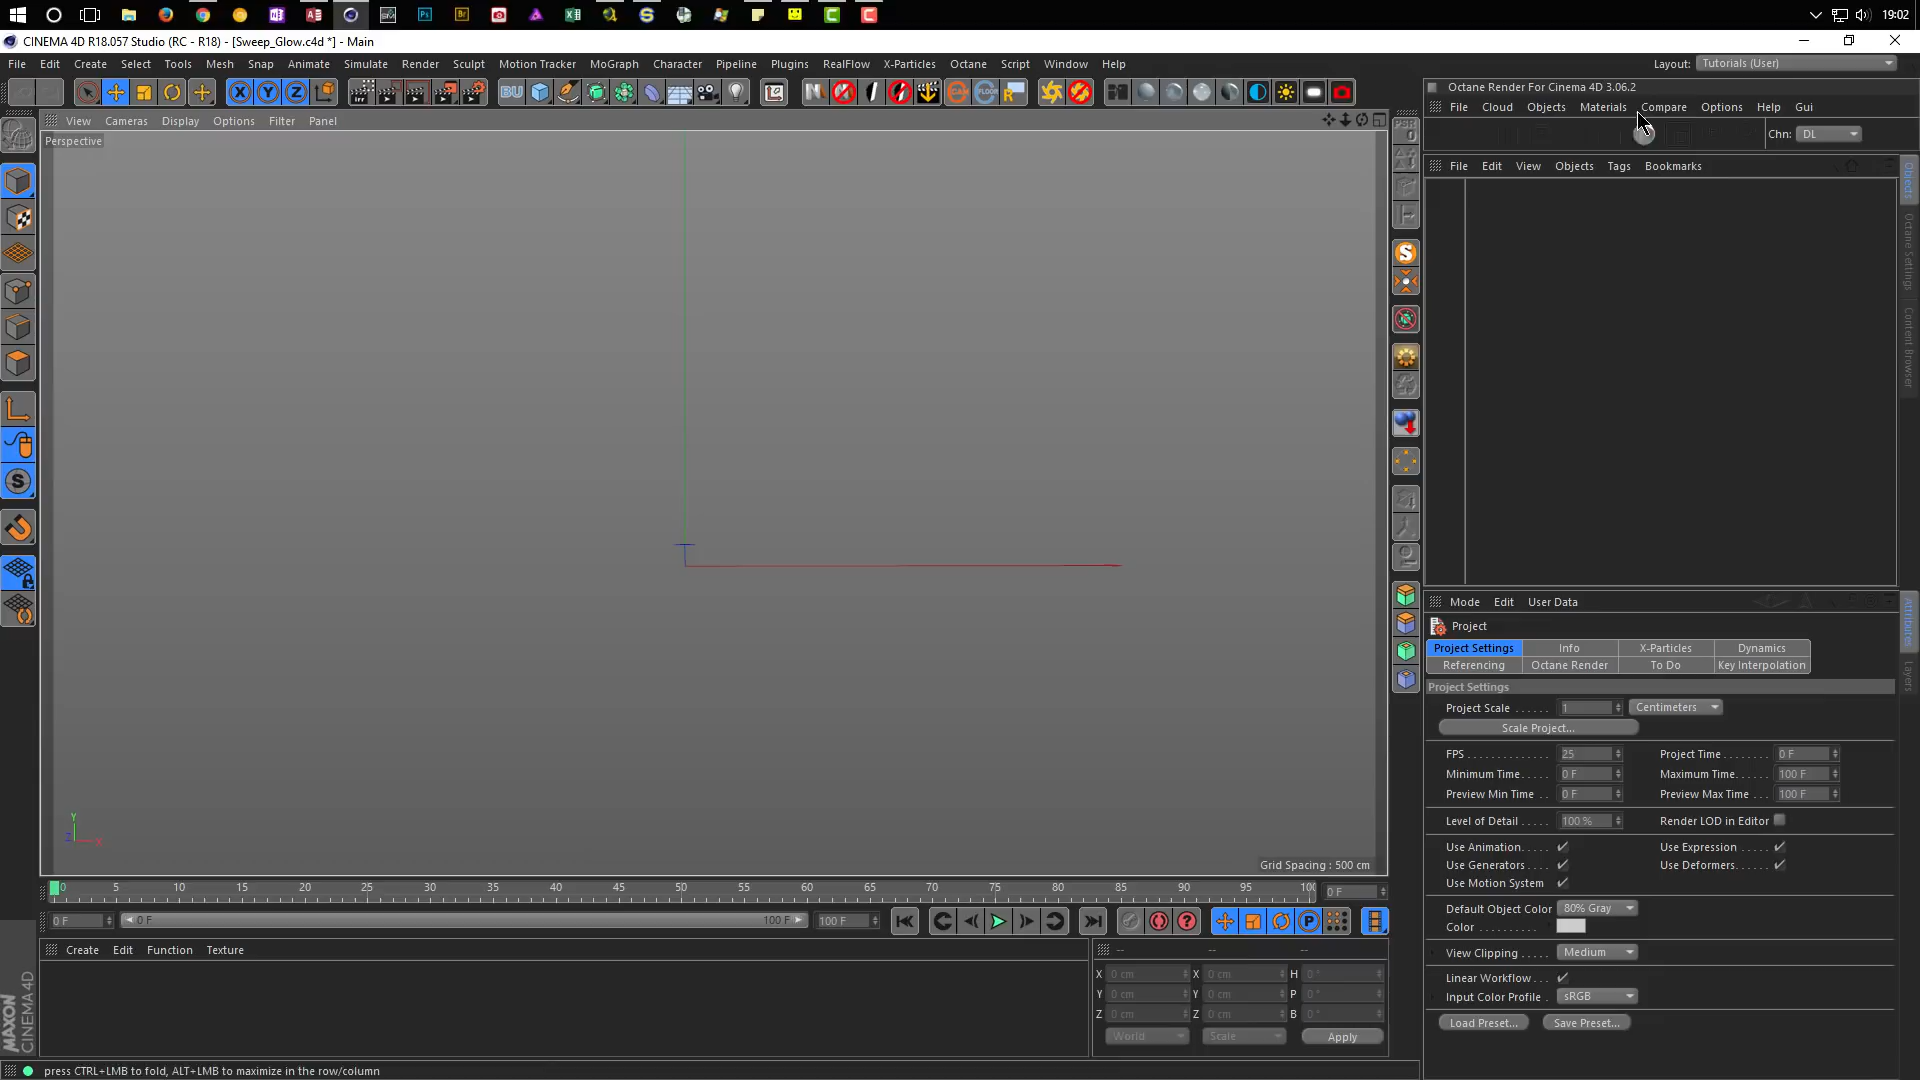 19:02
CINEMA 4D R18.057 Studio (RC - R18) - [Sweep_Glow.c4d *] - Main
File Edit Create Select Tools Mesh Snap Animate Simulate Render Sculpt Motion Tracker MoGraph Character Pipeline Plugins RealFlow X-Particles Octane Script Window Help
Layout: Tutorials (User)
Octane Render For Cinema 4D 3.06.2
File Cloud Objects Materials Compare Options Help Gui
Chn: DL
View Cameras Display Options Filter Panel
Perspective
File Edit View Objects Tags Bookmarks
Objects
Octane Settings
Content Browser
Grid Spacing : 500 cm
Mode Edit User Data
Project
Project Settings Info X-Particles Dynamics
Referencing Octane Render To Do Key Interpolation
Project Settings
Project Scale 1 Centimeters
Scale Project...
FPS 25 Project Time 0 F
Minimum Time 0 F Maximum Time 100 F
Preview Min Time 0 F Preview Max Time 100 F
Level of Detail 100 % Render LOD in Editor
Use Animation Use Expression
Use Generators Use Deformers
Use Motion System
Default Object Color 80% Gray
Color
View Clipping Medium
Linear Workflow
Input Color Profile sRGB
Load Preset... Save Preset...
Attributes
Layers
0 5 10 15 20 25 30 35 40 45 50 55 60 65 70 75 80 85 90 95 100 0 F
0 F 0 F 100 F 100 F
Create Edit Function Texture
-- -- --
X 0 cm X 0 cm H 0 °
Y 0 cm Y 0 cm P 0 °
Z 0 cm Z 0 cm B 0 °
World Scale Apply
MAXON
CINEMA 4D
press CTRL+LMB to fold, ALT+LMB to maximize in the row/column